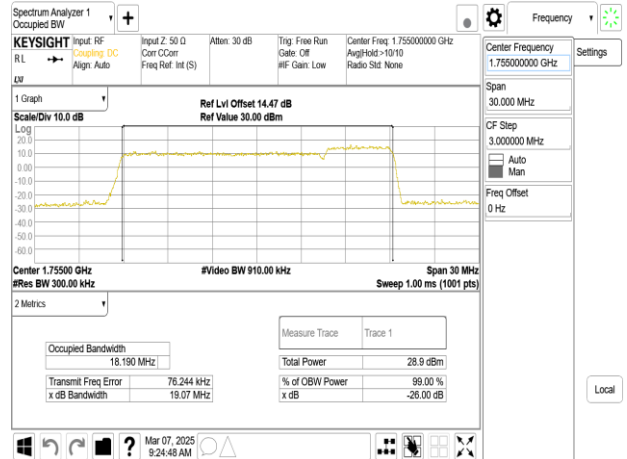 Spectrum Analyzer 1
Occupied BW
Frequency
KEYSIGHT
RL
LXI
Input: RF
Coupling: DC
Align: Auto
Input Z: 50 Ω
Corr CCorr
Freq Ref: Int (S)
Atten: 30 dB
Trig: Free Run
Gate: Off
#IF Gain: Low
Center Freq: 1.755000000 GHz
Avg|Hold:>10/10
Radio Std: None
Center Frequency
1.755000000 GHz
Settings
Span
30.000 MHz
CF Step
3.000000 MHz
Auto
Man
Freq Offset
0 Hz
Local
1 Graph
Scale/Div 10.0 dB
Ref Lvl Offset 14.47 dB
Ref Value 30.00 dBm
Log
20.0
10.0
0.00
-10.0
-20.0
-30.0
-40.0
-50.0
-60.0
Center 1.75500 GHz
#Res BW 300.00 kHz
#Video BW 910.00 kHz
Span 30 MHz
Sweep 1.00 ms (1001 pts)
2 Metrics
Measure Trace Trace 1
Occupied Bandwidth
18.190 MHz
Total Power 28.9 dBm
Transmit Freq Error 76.244 kHz
% of OBW Power 99.00 %
x dB Bandwidth 19.07 MHz
x dB -26.00 dB
?
Mar 07, 2025
9:24:48 AM